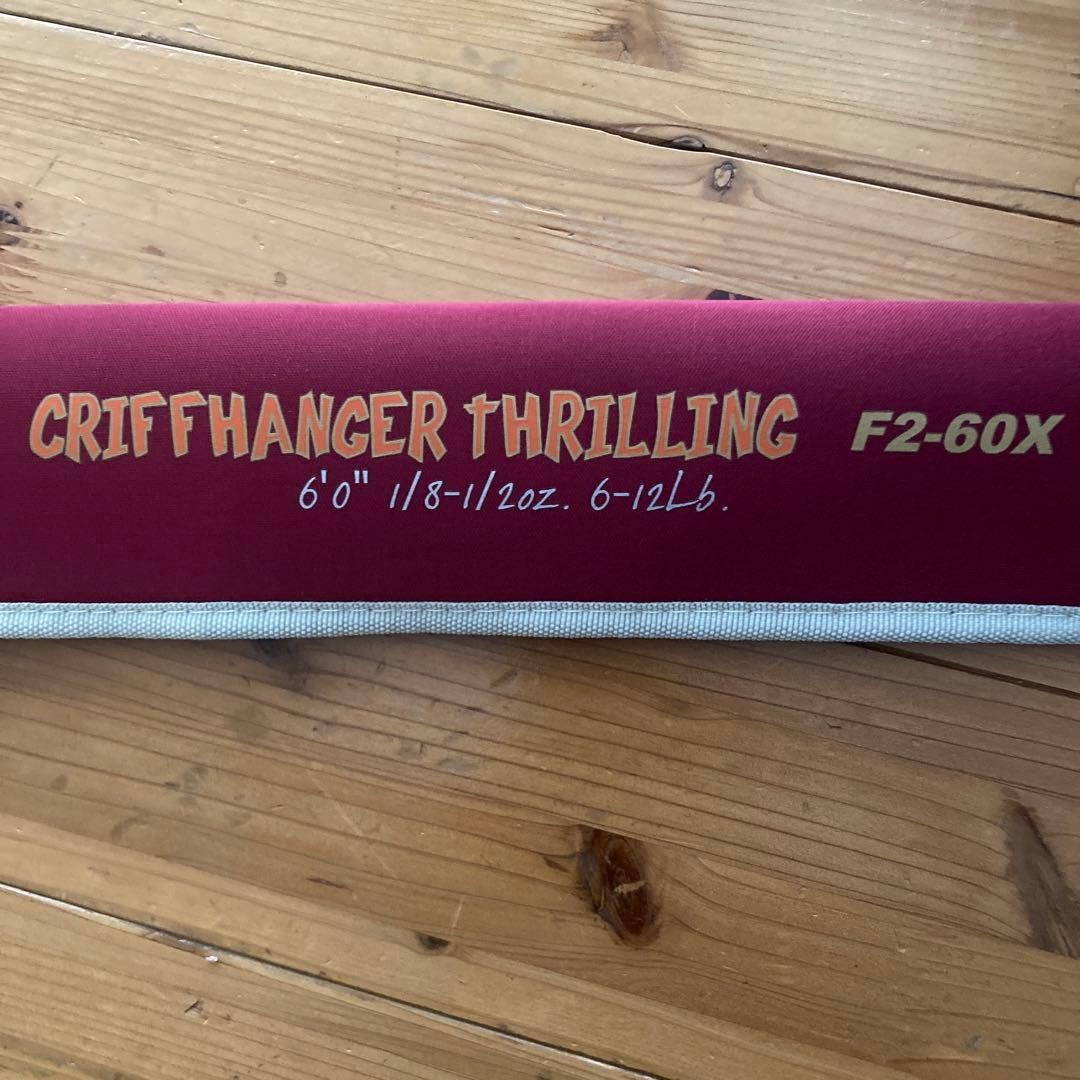 CRIFFHANGER THRILLING F2-60X
6'0" 1/8-1/2oz. 6-12Lb.